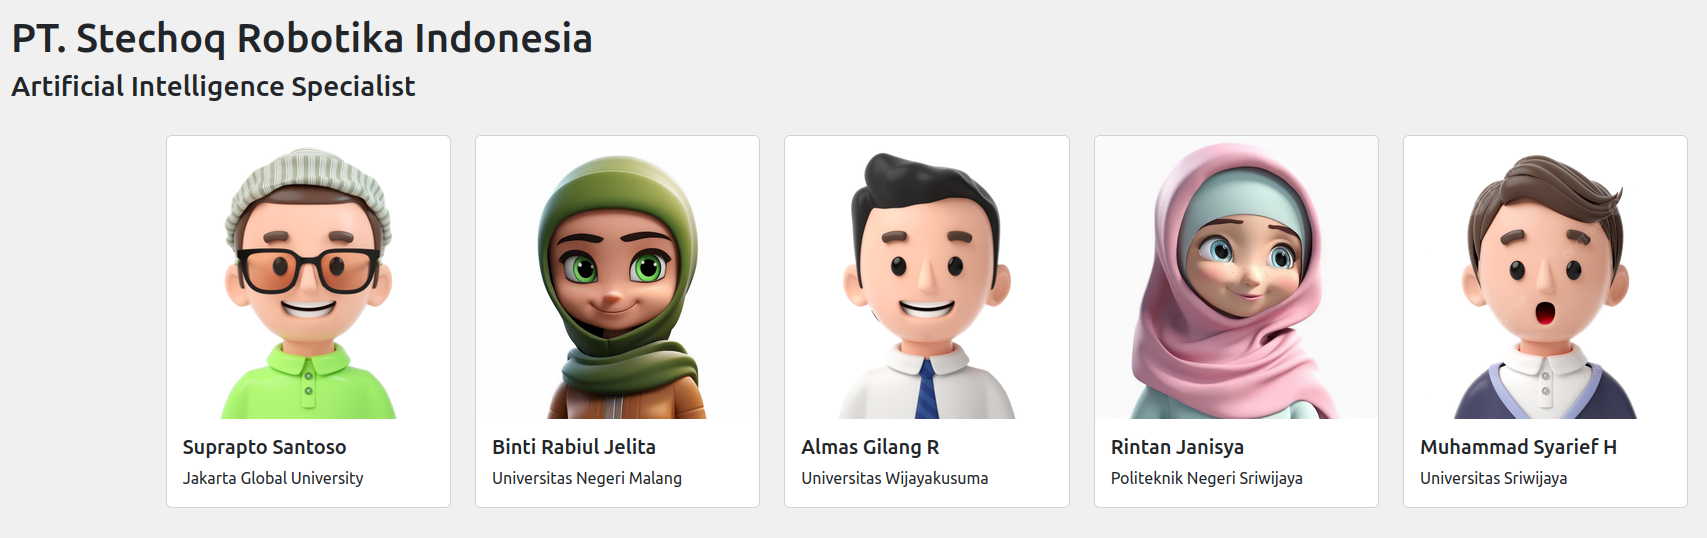 PT. Stechoq Robotika Indonesia
Artificial Intelligence Specialist
Suprapto Santoso
Jakarta Global University
Binti Rabiul Jelita
Universitas Negeri Malang
Almas Gilang R
Universitas Wijayakusuma
Rintan Janisya
Politeknik Negeri Sriwijaya
Muhammad Syarief H
Universitas Sriwijaya